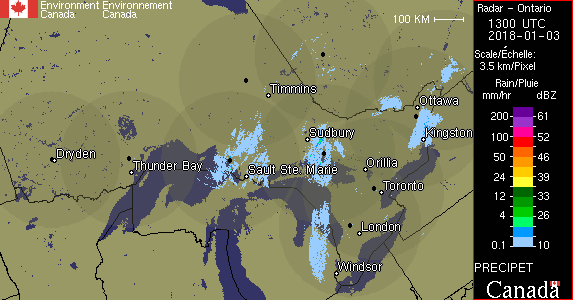 Environment Environnement
Canada Canada
100 KM
Timmins
Ottawa
Sudbury
Kingston
Dryden
Thunder Bay
Sault Ste. Marie
Orillia
Toronto
London
Windsor
Radar - Ontario
1300 UTC
2018-01-03
Scale/Échelle:
3.5 km/Pixel
Rain/Pluie
mm/hr dBZ
200 61
100 52
50 46
24 39
12 33
4 26
0.1 10
PRECIPET
Canada